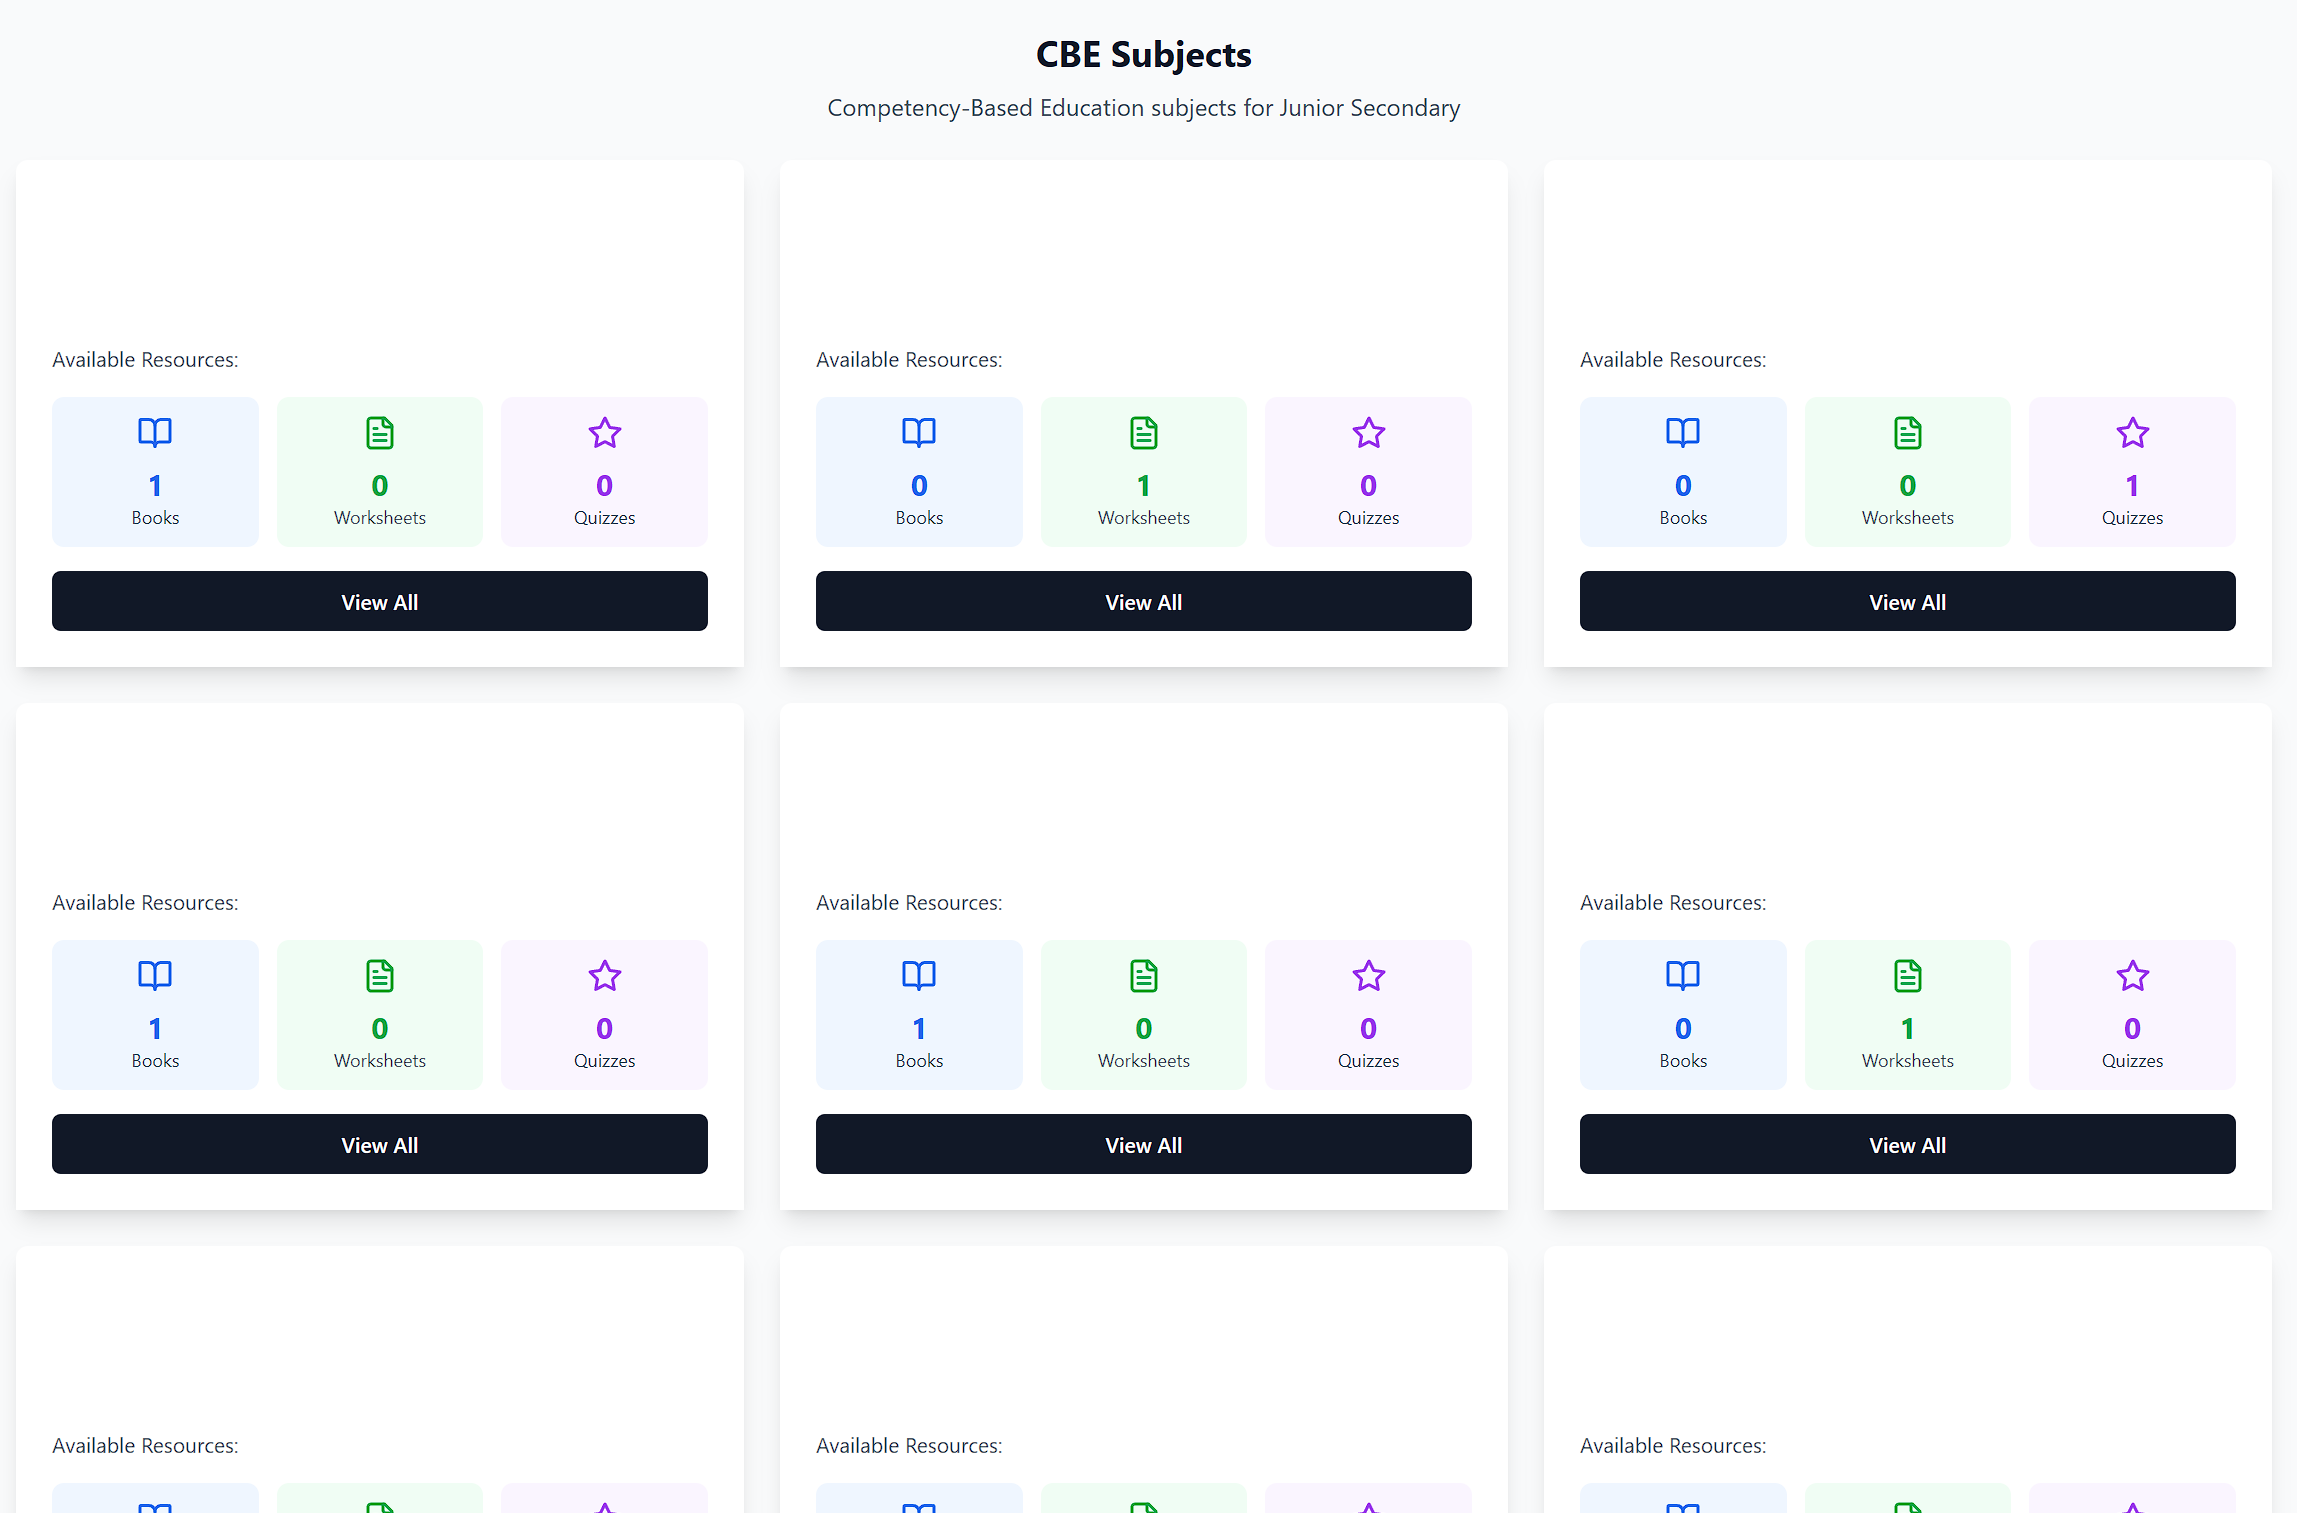 CBE Subjects
Competency-Based Education subjects for Junior Secondary
Available Resources: Available Resources: Available Resources:
1 0 0 0 1 0 0 0 1
Books Worksheets Quizzes Books Worksheets Quizzes Books Worksheets Quizzes
View All View All View All
Available Resources: Available Resources: Available Resources:
1 0 0 1 0 0 0 1 0
Books Worksheets Quizzes Books Worksheets Quizzes Books Worksheets Quizzes
View All View All View All
Available Resources: Available Resources: Available Resources: